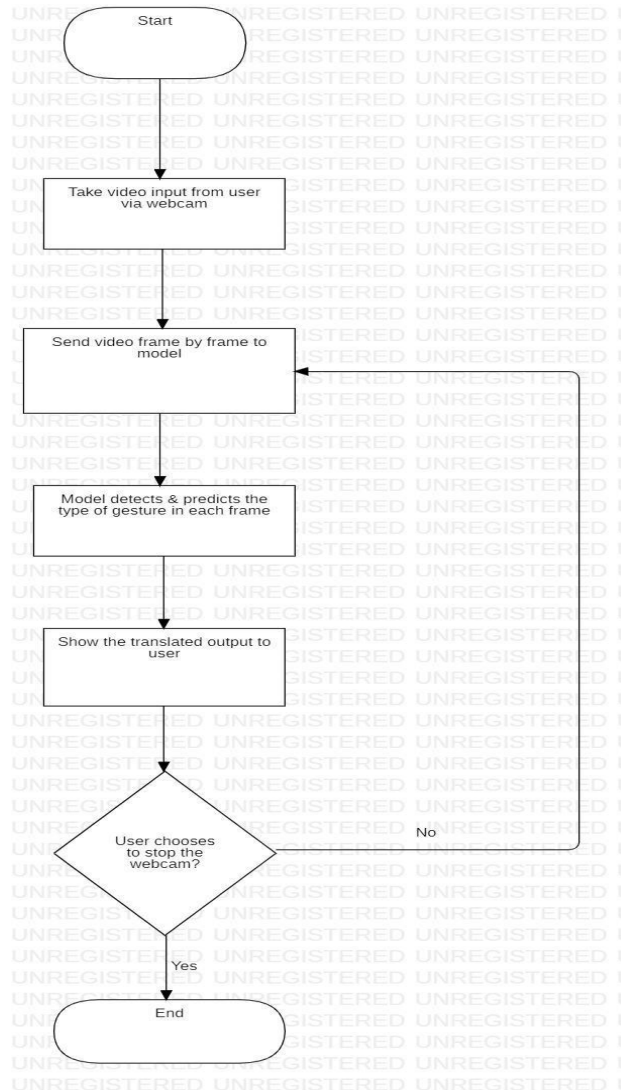 Start
Take video input from user
via webcam
Send video frame by frame to
model
Model detects & predicts the
type of gesture in each frame
Show the translated output to
user
User chooses
to stop the
webcam?
No
Yes
End